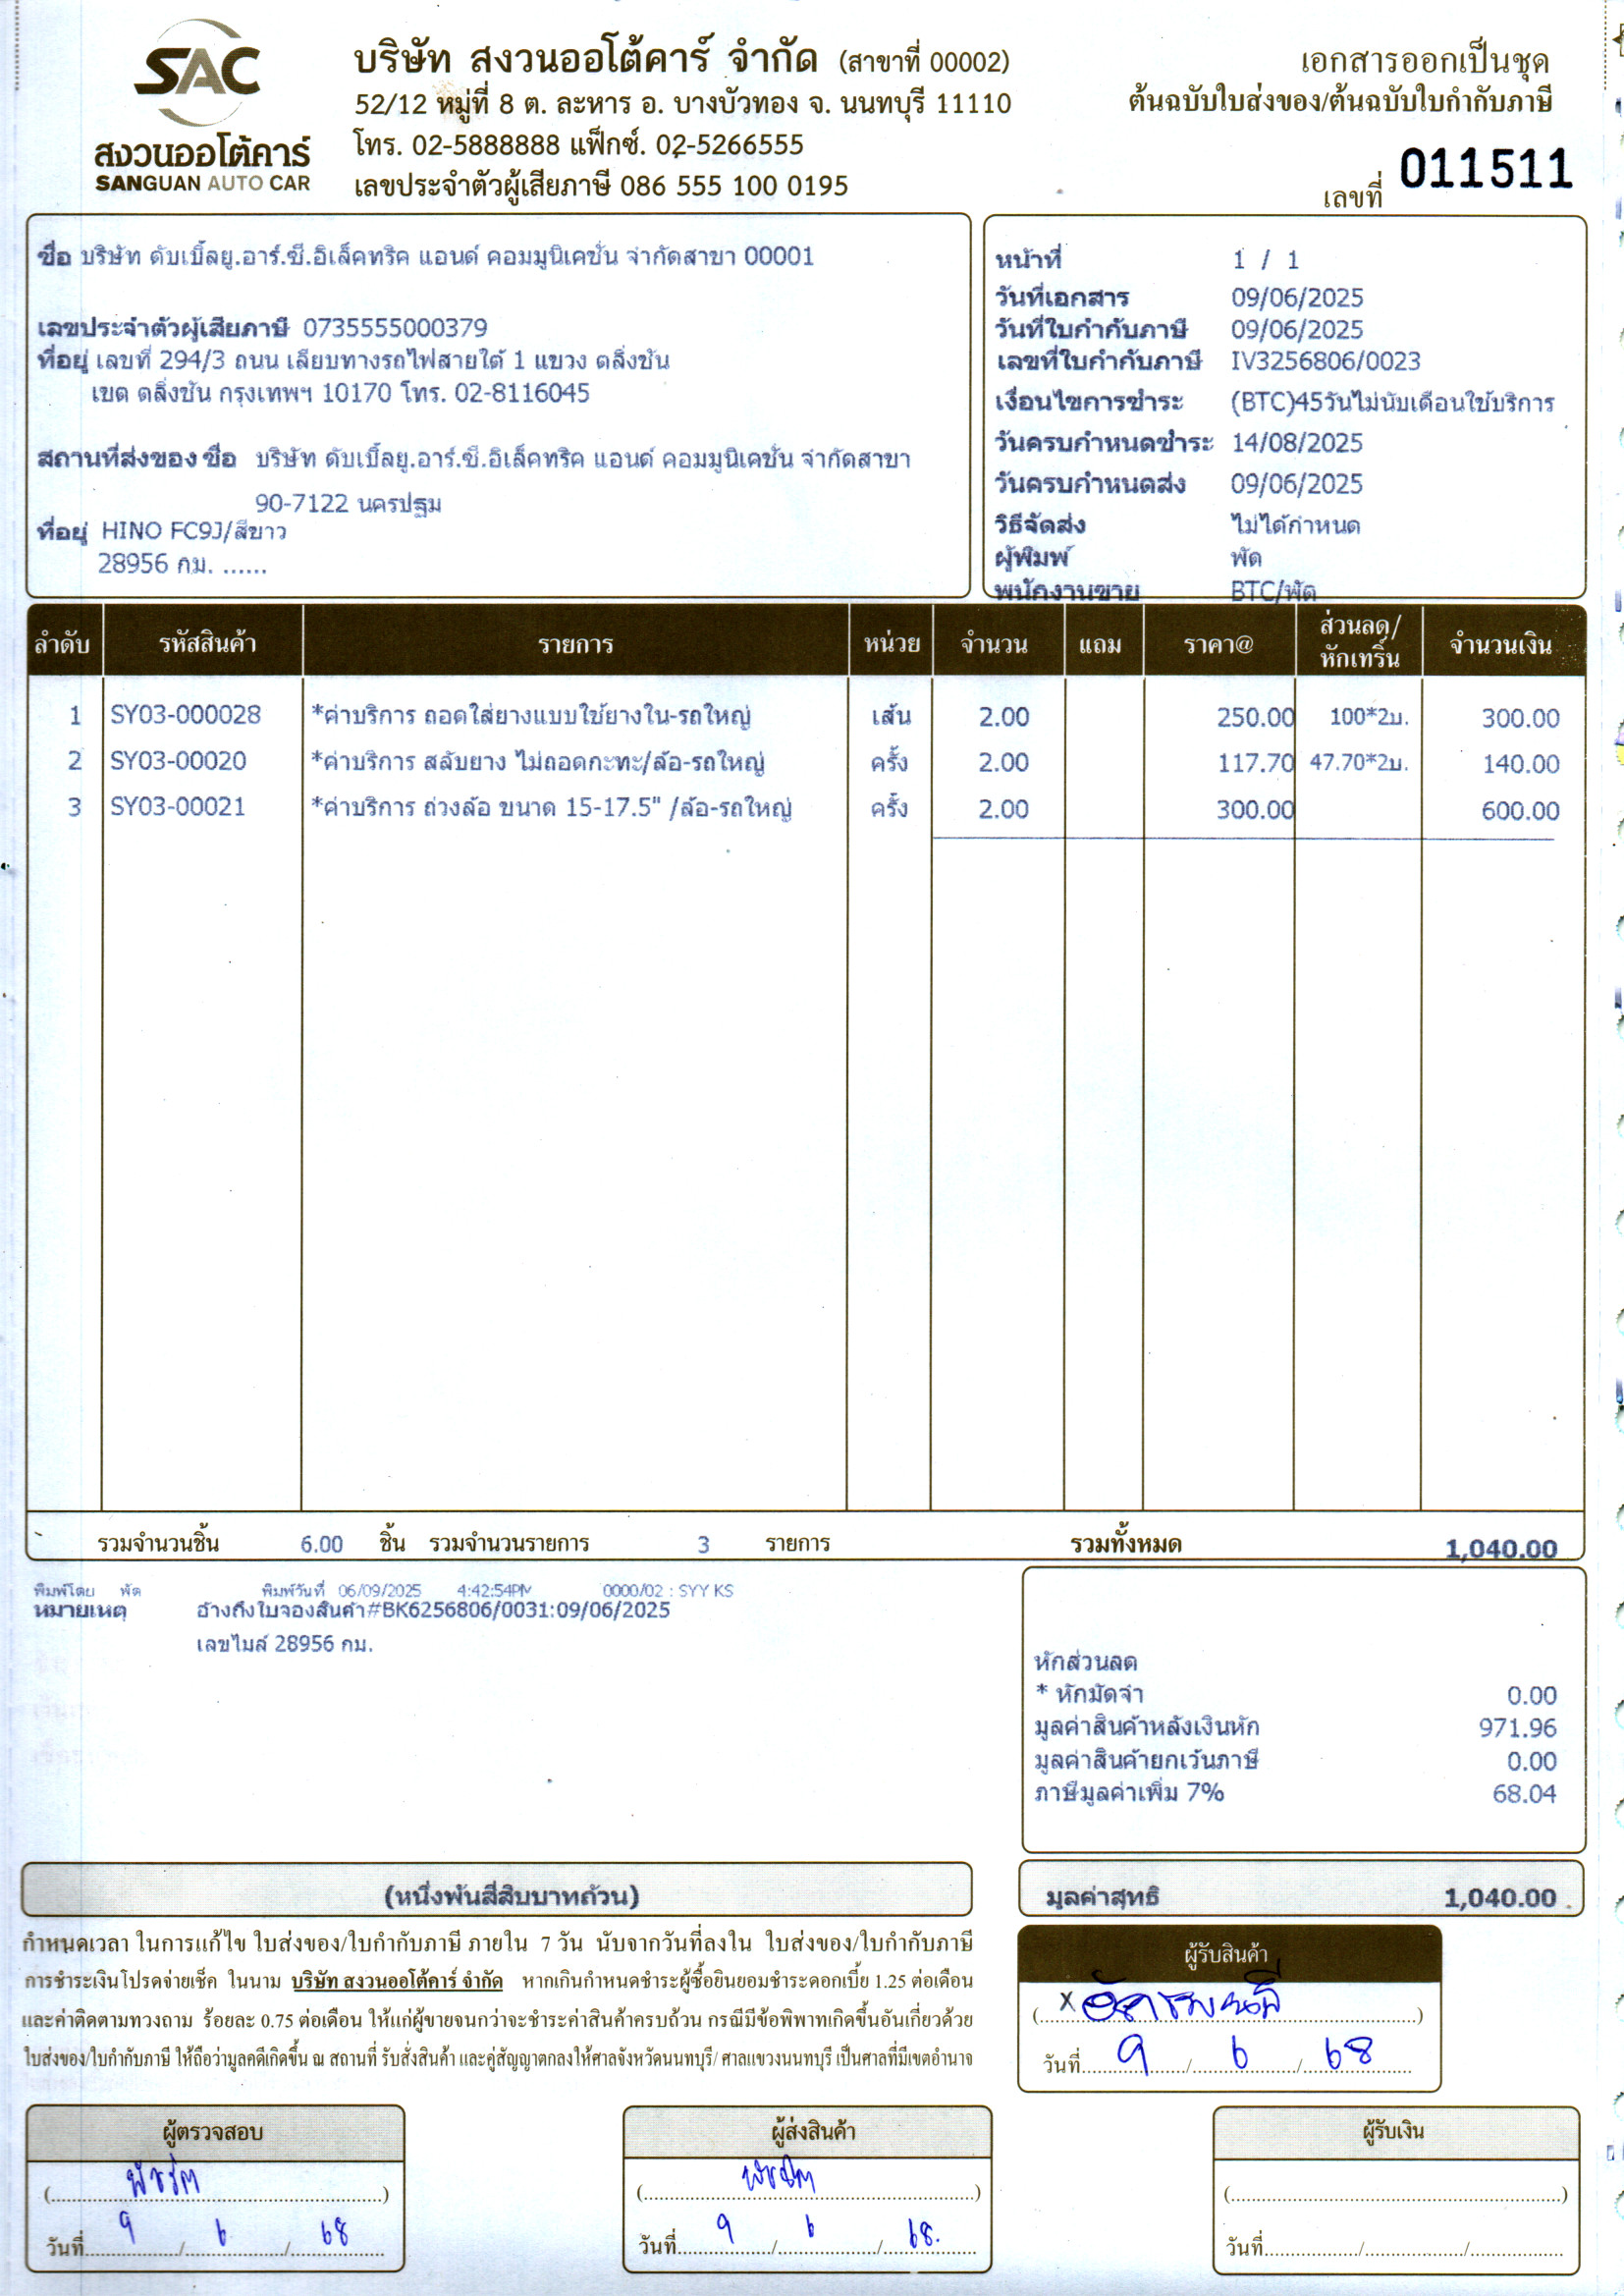 SAC
สงวนออโต้คาร์
SANGUAN AUTO CAR
บริษัท สงวนออโต้คาร์ จำกัด (สาขาที่ 00002)
52/12 หมู่ที่ 8 ต. ละหาร อ. บางบัวทอง จ. นนทบุรี 11110
โทร. 02-5888888 แฟ็กซ์. 02-5266555
เลขประจำตัวผู้เสียภาษี 086 555 100 0195
เอกสารออกเป็นชุด
ต้นฉบับใบส่งของ/ต้นฉบับใบกำกับภาษี
เลขที่ 011511
ชื่อ บริษัท ดับเบิ้ลยู.อาร์.ซี.อิเล็คทริค แอนด์ คอมมูนิเคชั่น จำกัดสาขา 00001
เลขประจำตัวผู้เสียภาษี 0735555000379
ที่อยู่ เลขที่ 294/3 ถนน เลียบทางรถไฟสายใต้ 1 แขวง ตลิ่งชัน
เขต ตลิ่งชัน กรุงเทพฯ 10170 โทร. 02-8116045
สถานที่ส่งของ ชื่อ บริษัท ดับเบิ้ลยู.อาร์.ซี.อิเล็คทริค แอนด์ คอมมูนิเคชั่น จำกัดสาขา
90-7122 นครปฐม
ที่อยู่ HINO FC9J/สีขาว
28956 กม. ......
หน้าที่ 1 / 1
วันที่เอกสาร 09/06/2025
วันที่ใบกำกับภาษี 09/06/2025
เลขที่ใบกำกับภาษี IV3256806/0023
เงื่อนไขการชำระ (BTC)45วันไม่นับเดือนใช้บริการ
วันครบกำหนดชำระ 14/08/2025
วันครบกำหนดส่ง 09/06/2025
วิธีจัดส่ง ไม่ได้กำหนด
ผู้พิมพ์ พัด
พนักงานขาย BTC/พัด
ลำดับ รหัสสินค้า รายการ หน่วย จำนวน แถม ราคา@ ส่วนลด/หักเทริ์น จำนวนเงิน
1 SY03-000028 *ค่าบริการ ถอดใส่ยางแบบใช้ยางใน-รถใหญ่ เส้น 2.00 250.00 100*2บ. 300.00
2 SY03-00020 *ค่าบริการ สลับยาง ไม่ถอดกะทะ/ล้อ-รถใหญ่ ครั้ง 2.00 117.70 47.70*2บ. 140.00
3 SY03-00021 *ค่าบริการ ถ่วงล้อ ขนาด 15-17.5" /ล้อ-รถใหญ่ ครั้ง 2.00 300.00 600.00
รวมจำนวนชิ้น 6.00 ชิ้น รวมจำนวนรายการ 3 รายการ รวมทั้งหมด 1,040.00
พิมพ์โดย พัด พิมพ์วันที่ 06/09/2025 4:42:54PM 0000/02 : SYY KS
หมายเหตุ อ้างถึงใบจองสินค้า#BK6256806/0031:09/06/2025
เลขไมล์ 28956 กม.
หักส่วนลด
* หักมัดจำ 0.00
มูลค่าสินค้าหลังเงินหัก 971.96
มูลค่าสินค้ายกเว้นภาษี 0.00
ภาษีมูลค่าเพิ่ม 7% 68.04
(หนึ่งพันสี่สิบบาทถ้วน)
มูลค่าสุทธิ 1,040.00
กำหนดเวลา ในการแก้ไข ใบส่งของ/ใบกำกับภาษี ภายใน 7 วัน นับจากวันที่ลงใน ใบส่งของ/ใบกำกับภาษี
การชำระเงินโปรดจ่ายเช็ค ในนาม บริษัท สงวนออโต้คาร์ จำกัด หากเกินกำหนดชำระผู้ซื้อยินยอมชำระดอกเบี้ย 1.25 ต่อเดือน
และค่าติดตามทวงถาม ร้อยละ 0.75 ต่อเดือน ให้แก่ผู้ขายจนกว่าจะชำระค่าสินค้าครบถ้วน กรณีมีข้อพิพาทเกิดขึ้นอันเกี่ยวด้วย
ใบส่งของ/ใบกำกับภาษี ให้ถือว่ามูลคดีเกิดขึ้น ณ สถานที่ รับสั่งสินค้า และคู่สัญญาตกลงให้ศาลจังหวัดนนทบุรี/ ศาลแขวงนนทบุรี เป็นศาลที่มีเขตอำนาจ
ผู้รับสินค้า
x
วันที่ 9 / 6 / 68
ผู้ตรวจสอบ
วันที่ 9 / 6 / 68
ผู้ส่งสินค้า
วันที่ 9 / 6 / 68.
ผู้รับเงิน
วันที่ / /